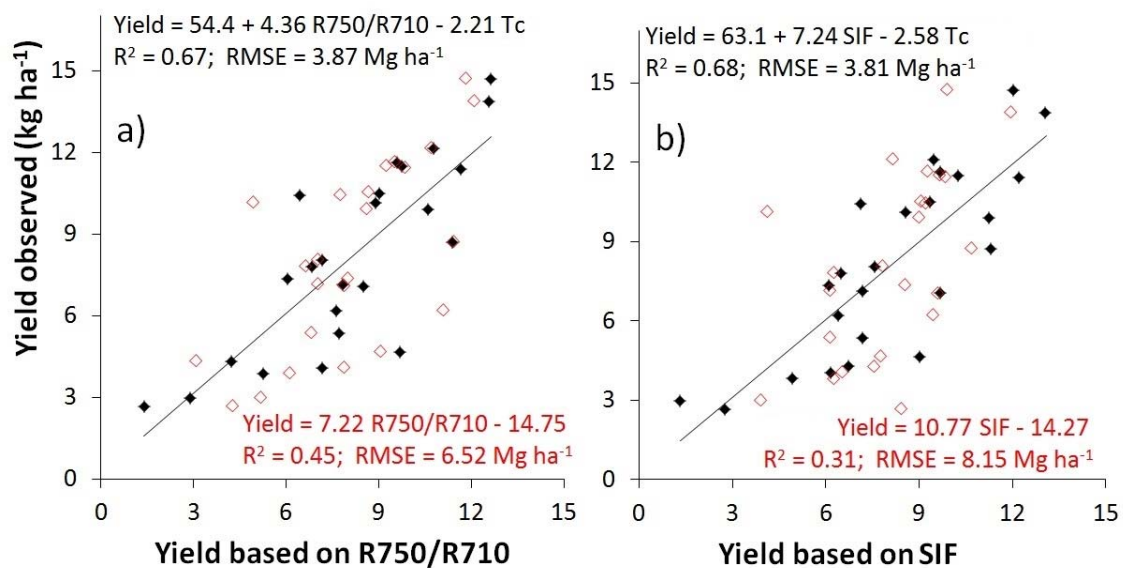 Yield = 54.4 + 4.36 R750/R710 - 2.21 Tc
R² = 0.67; RMSE = 3.87 Mg ha⁻¹
a)
Yield observed (kg ha⁻¹)
15
12
9
6
3
0
Yield = 7.22 R750/R710 - 14.75
R² = 0.45; RMSE = 6.52 Mg ha⁻¹
0 3 6 9 12 15
Yield based on R750/R710
Yield = 63.1 + 7.24 SIF - 2.58 Tc
R² = 0.68; RMSE = 3.81 Mg ha⁻¹
b)
15
12
9
6
3
0
Yield = 10.77 SIF - 14.27
R² = 0.31; RMSE = 8.15 Mg ha⁻¹
0 3 6 9 12 15
Yield based on SIF